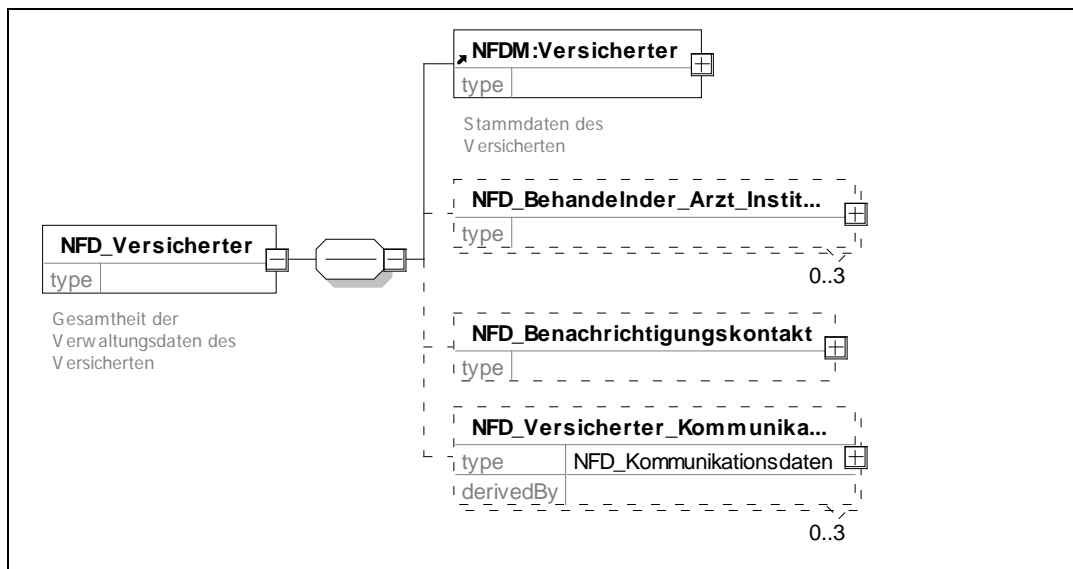 NFDM:Versicherter
type
Stammdaten des
Versicherten
NFD_Behandelnder_Arzt_Instit...
type
0..3
NFD_Versicherter
type
Gesamtheit der
Verwaltungsdaten des
Versicherten
NFD_Benachrichtigungskontakt
type
NFD_Versicherter_Kommunika...
type NFD_Kommunikationsdaten
derivedBy
0..3